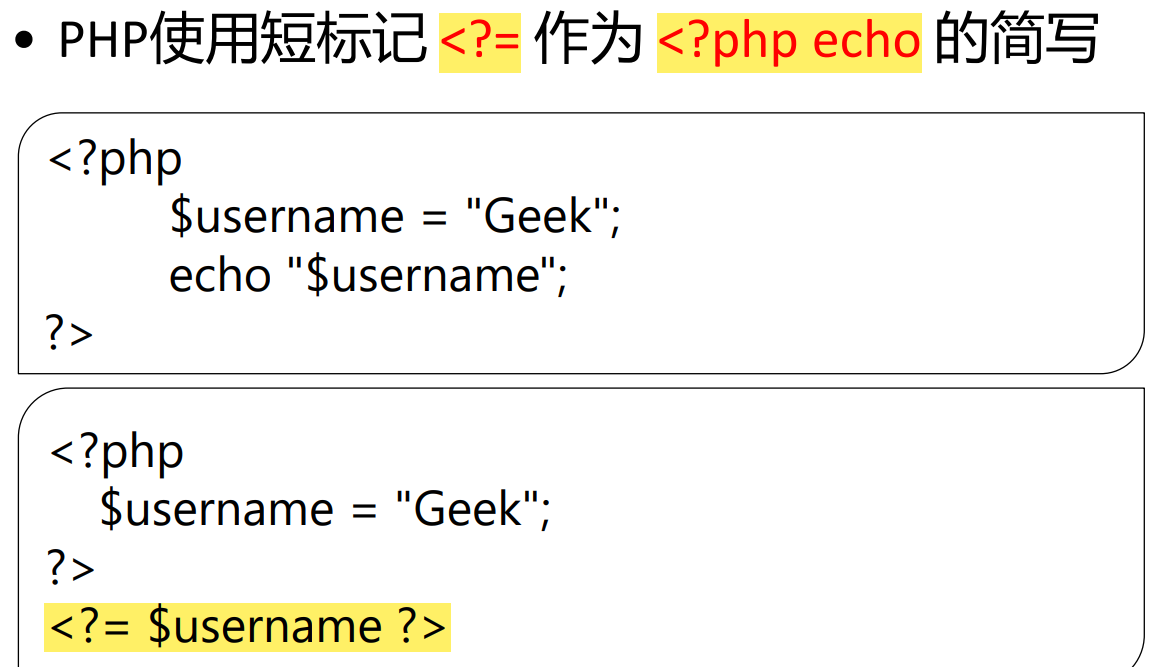 • PHP使用短标记 <?= 作为 <?php echo 的简写
<?php
$username = "Geek";
echo "$username";
?>
<?php
$username = "Geek";
?>
<?= $username ?>